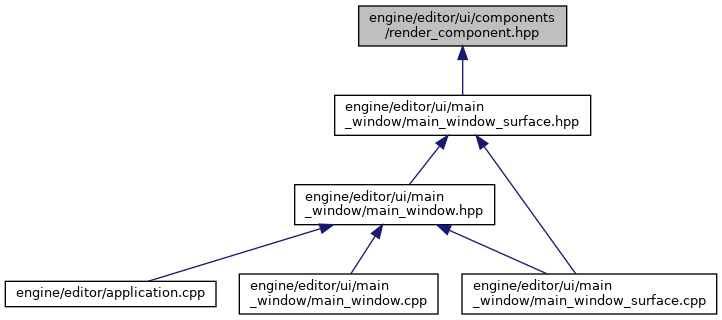 engine/editor/ui/components
/render_component.hpp
engine/editor/ui/main
_window/main_window_surface.hpp
engine/editor/ui/main
_window/main_window.hpp
engine/editor/application.cpp
engine/editor/ui/main
_window/main_window.cpp
engine/editor/ui/main
_window/main_window_surface.cpp